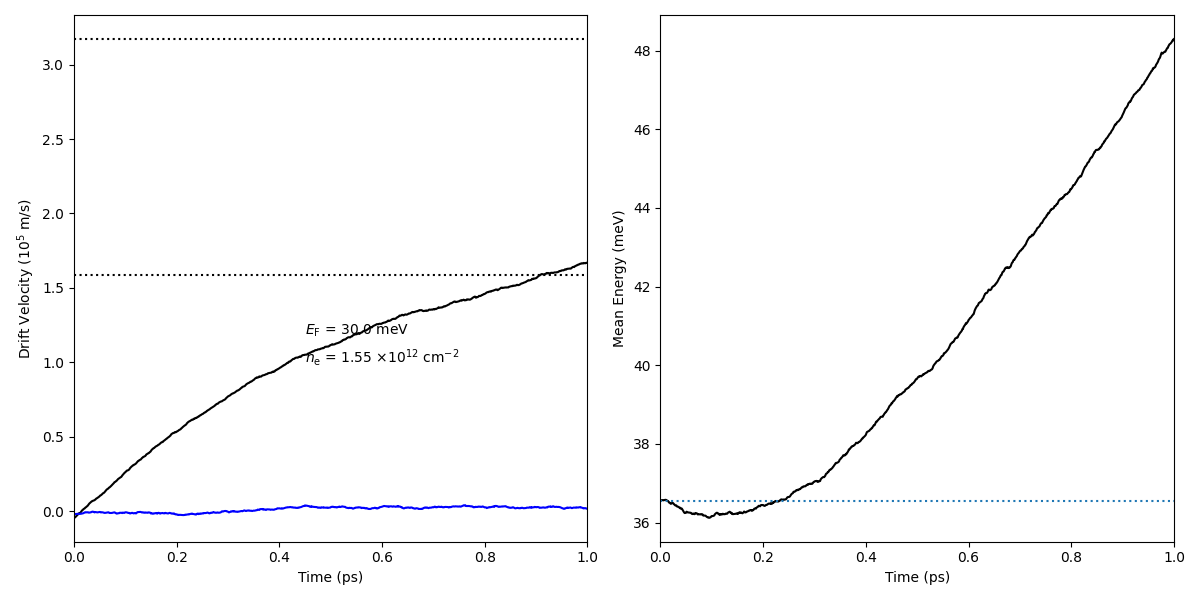 3.0
2.5
2.0
1.5
1.0
0.5
0.0
Drift Velocity (10⁵ m/s)
E_F = 30.0 meV
n_e = 1.55 ×10¹² cm⁻²
0.0 0.2 0.4 0.6 0.8 1.0
Time (ps)
48
46
44
42
40
38
36
Mean Energy (meV)
0.0 0.2 0.4 0.6 0.8 1.0
Time (ps)